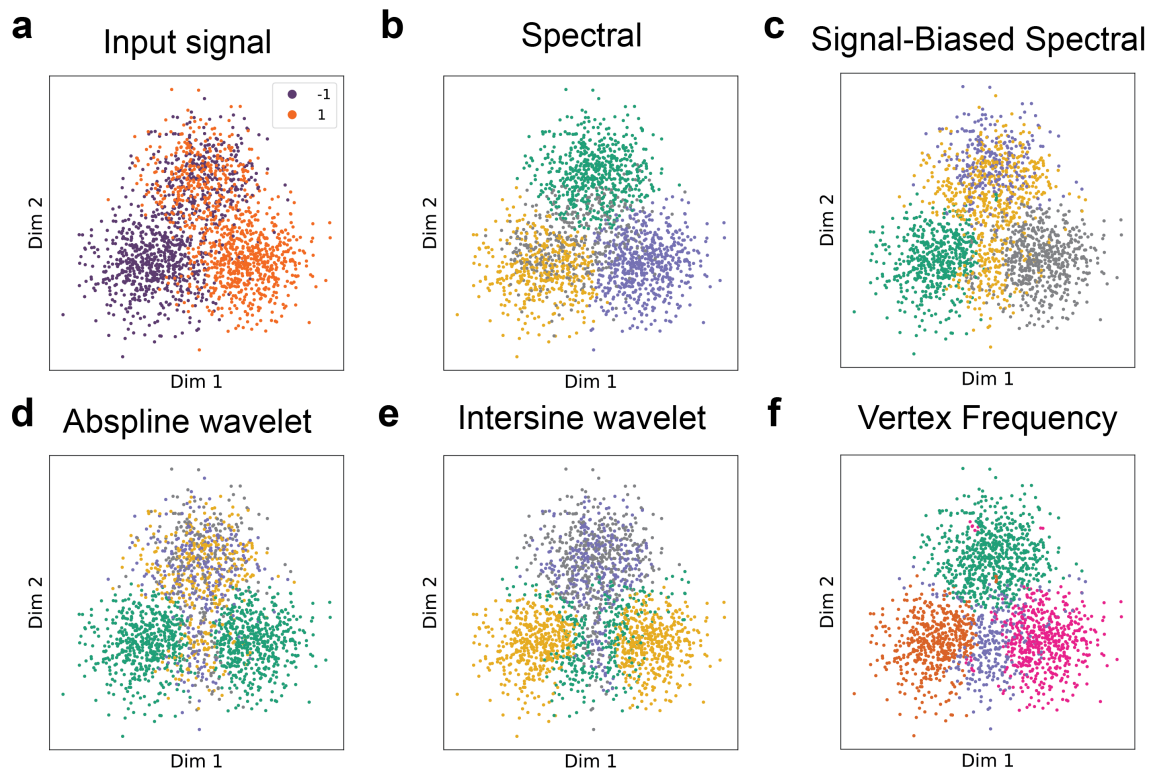 a
Input signal
-1
1
Dim 2
Dim 1
b
Spectral
Dim 2
Dim 1
c
Signal-Biased Spectral
Dim 2
Dim 1
d
Abspline wavelet
Dim 2
Dim 1
e
Intersine wavelet
Dim 2
Dim 1
f
Vertex Frequency
Dim 2
Dim 1